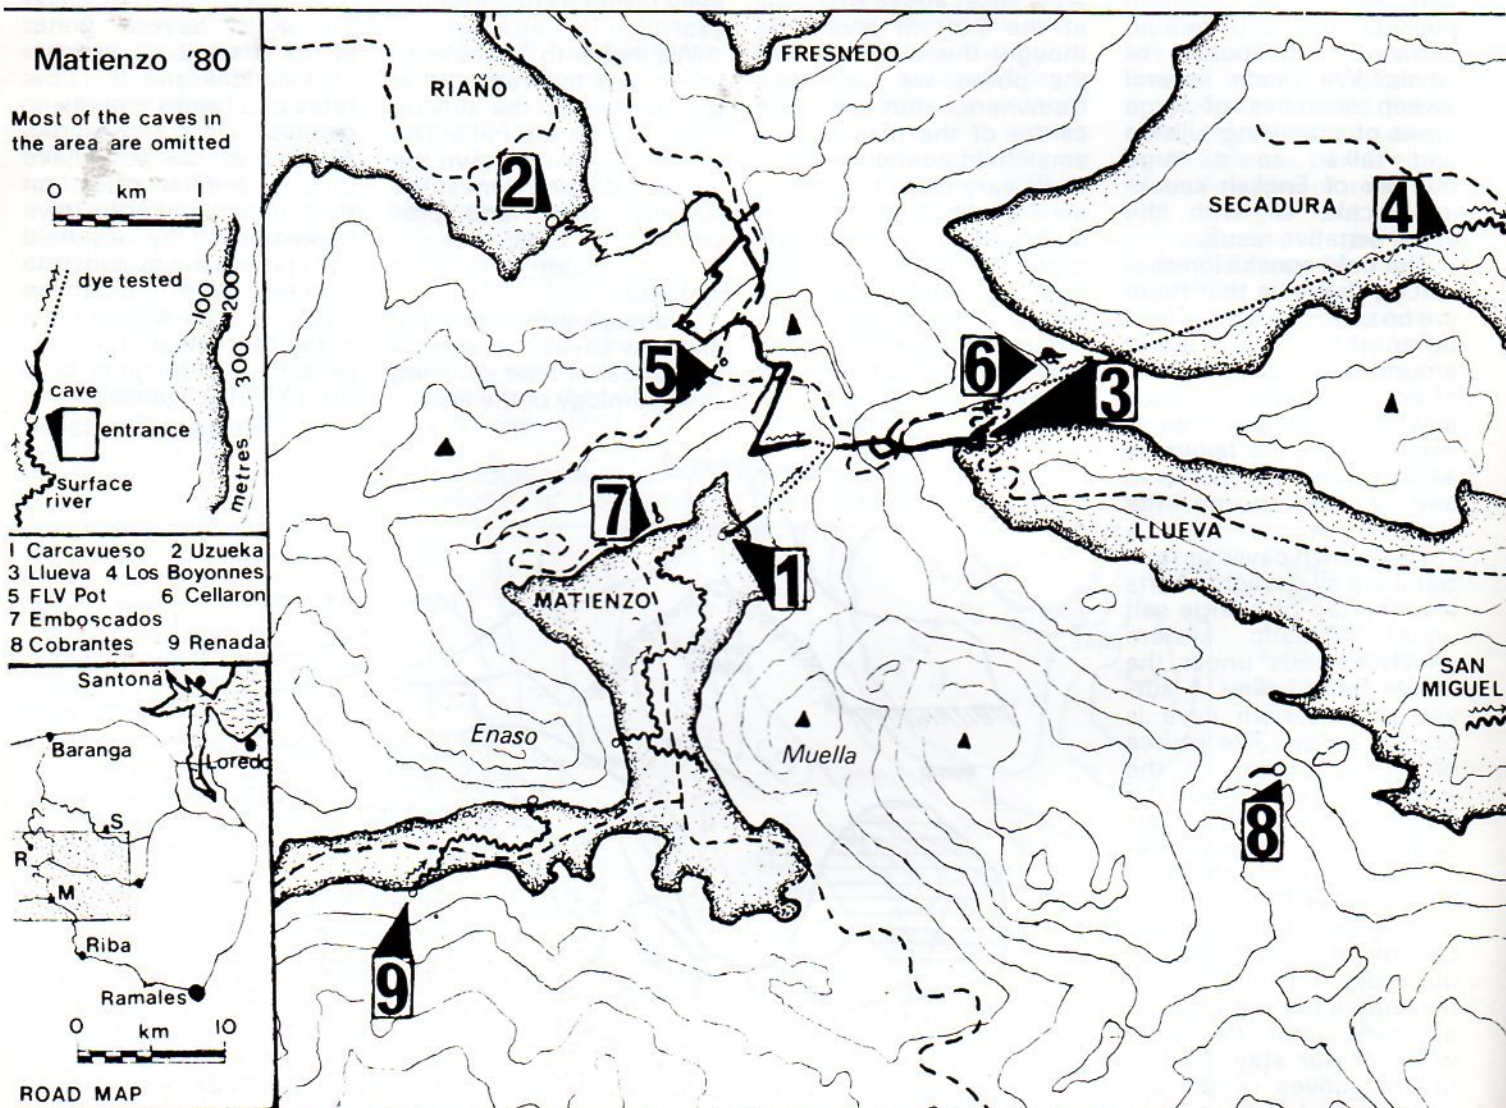 Matienzo '80
Most of the caves in
the area are omitted
0 km 1
dye tested
100
200
300
metres
cave
entrance
surface
river
1 Carcavueso 2 Uzueka
3 Llueva 4 Los Boyonnes
5 FLV Pot 6 Cellaron
7 Emboscados
8 Cobrantes 9 Renada
Santona
Baranga
Loredo
S
R
M
Riba
Ramales
0 km 10
ROAD MAP
FRESNEDO
RIAÑO
2
SECADURA
4
5
6
3
7
LLUEVA
1
MATIENZO
SAN
MIGUEL
Enaso
Muella
8
9